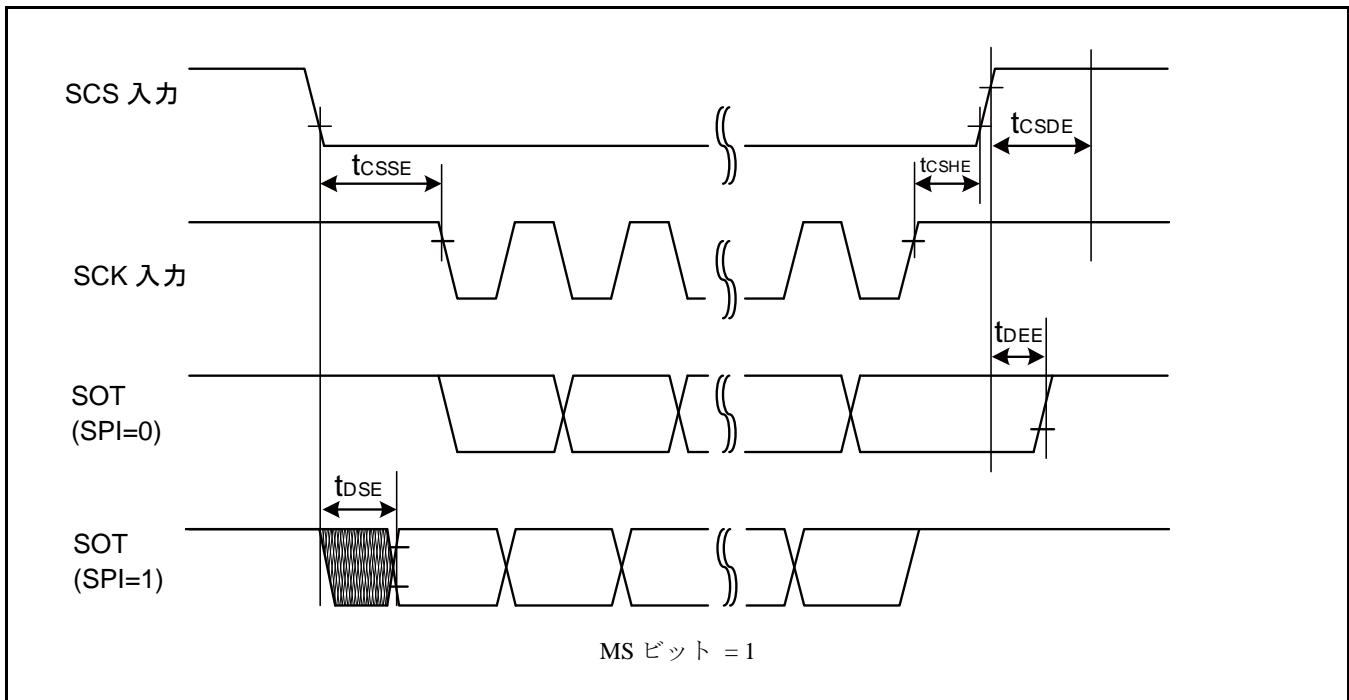 SCS 入力
tCSDE
tCSSE
tCSHE
SCK 入力
tDEE
SOT
(SPI=0)
tDSE
SOT
(SPI=1)
MS ビット = 1